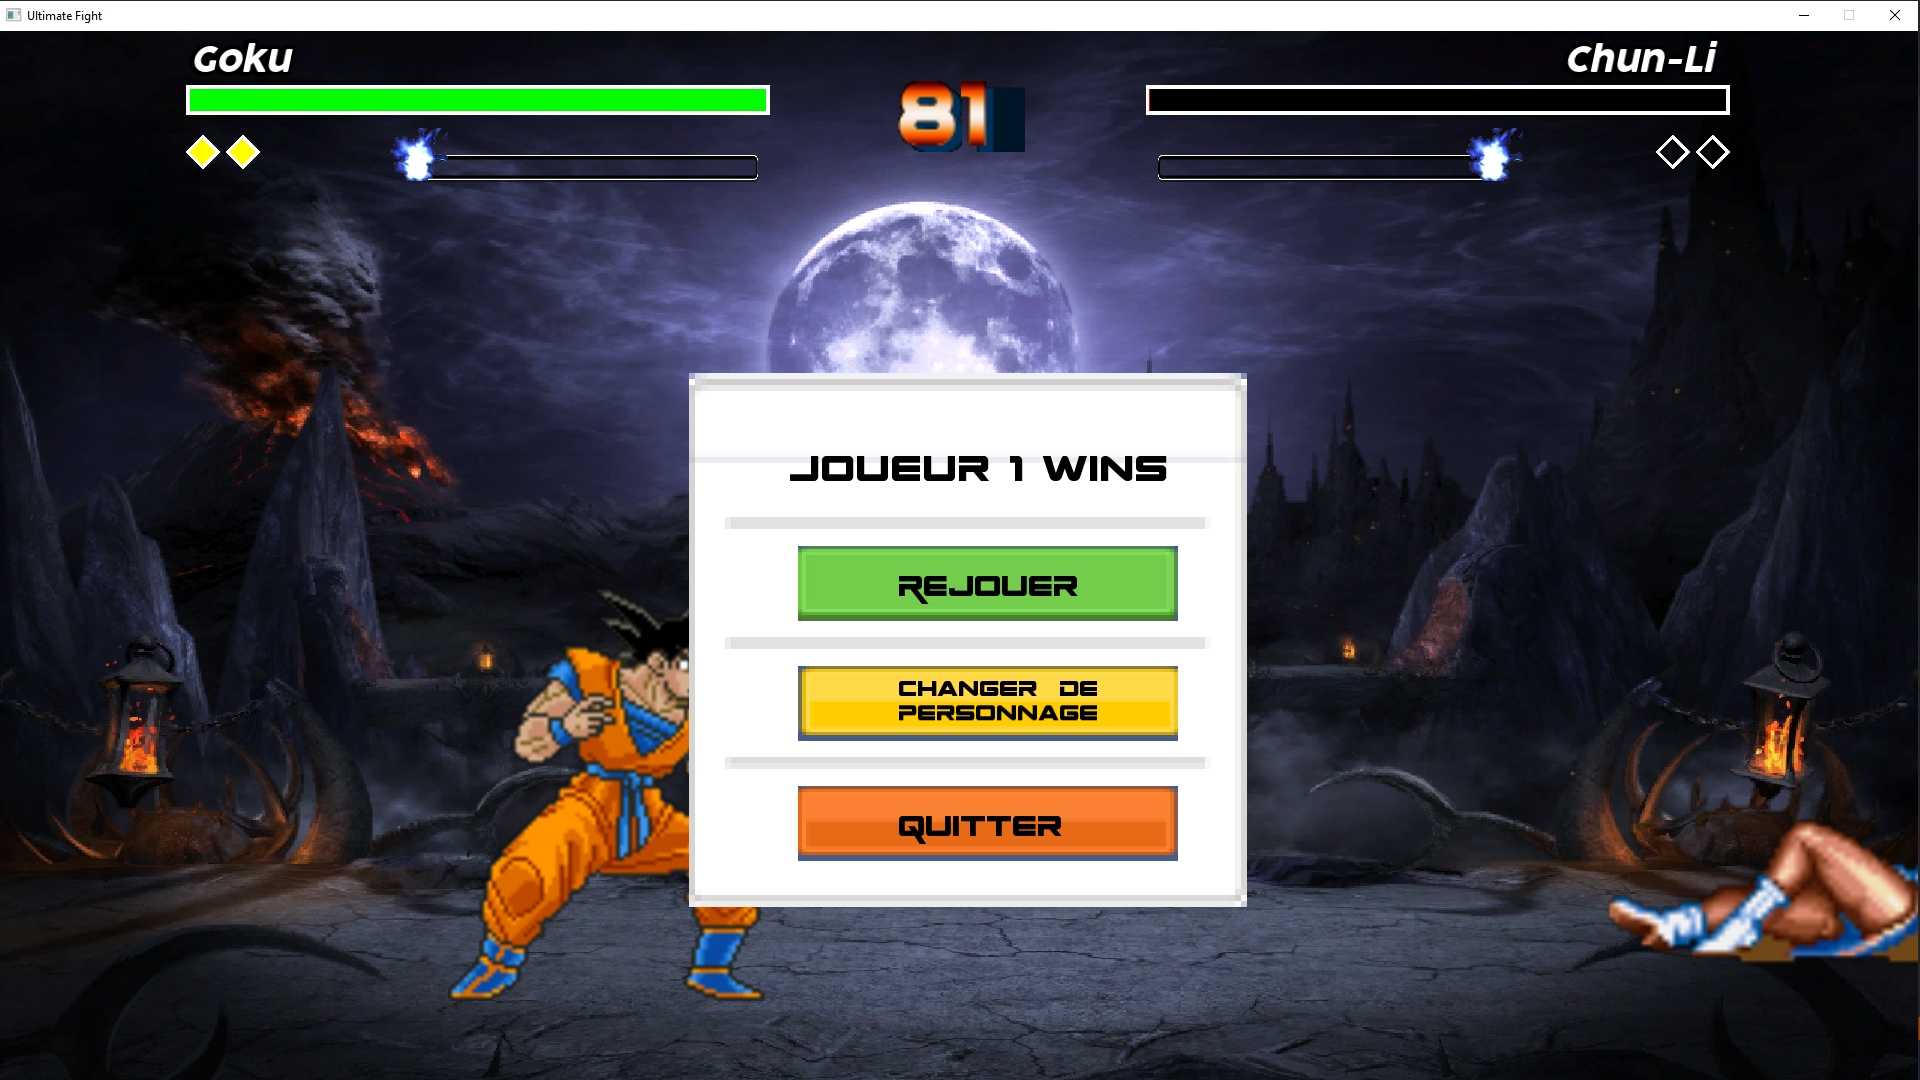 Ultimate Fight
Goku
Chun-Li
81
JOUEUR 1 WINS
REJOUER
CHANGER DE
PERSONNAGE
QUITTER